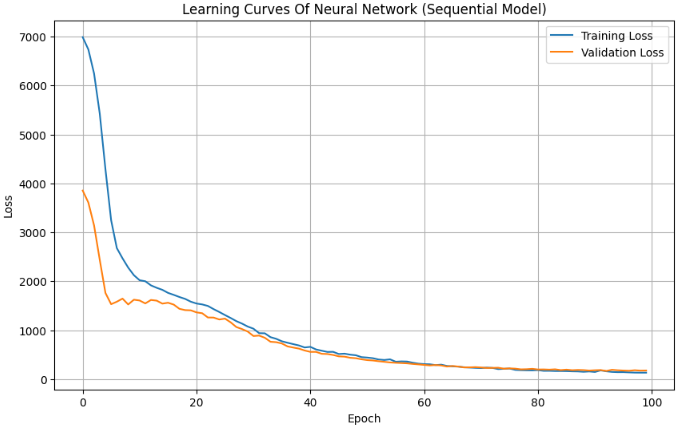 Learning Curves Of Neural Network (Sequential Model)
Training Loss
Validation Loss
7000
6000
5000
4000
3000
2000
1000
0
Loss
0
20
40
60
80
100
Epoch